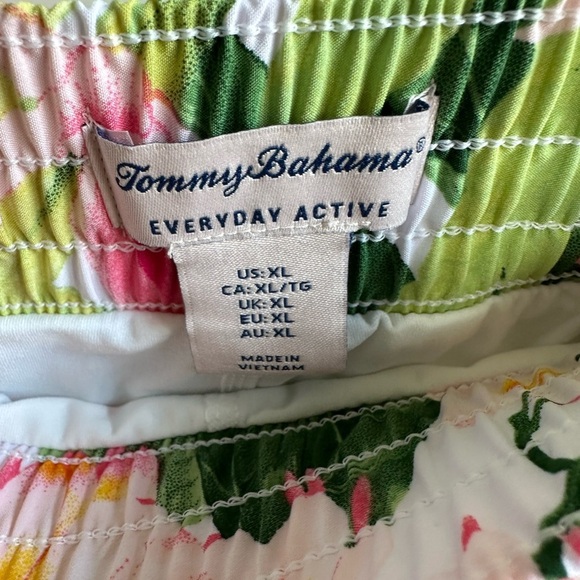 Tommy Bahama®
EVERYDAY ACTIVE
US: XL
CA: XL/TG
UK: XL
EU: XL
AU: XL
MADE IN
VIETNAM